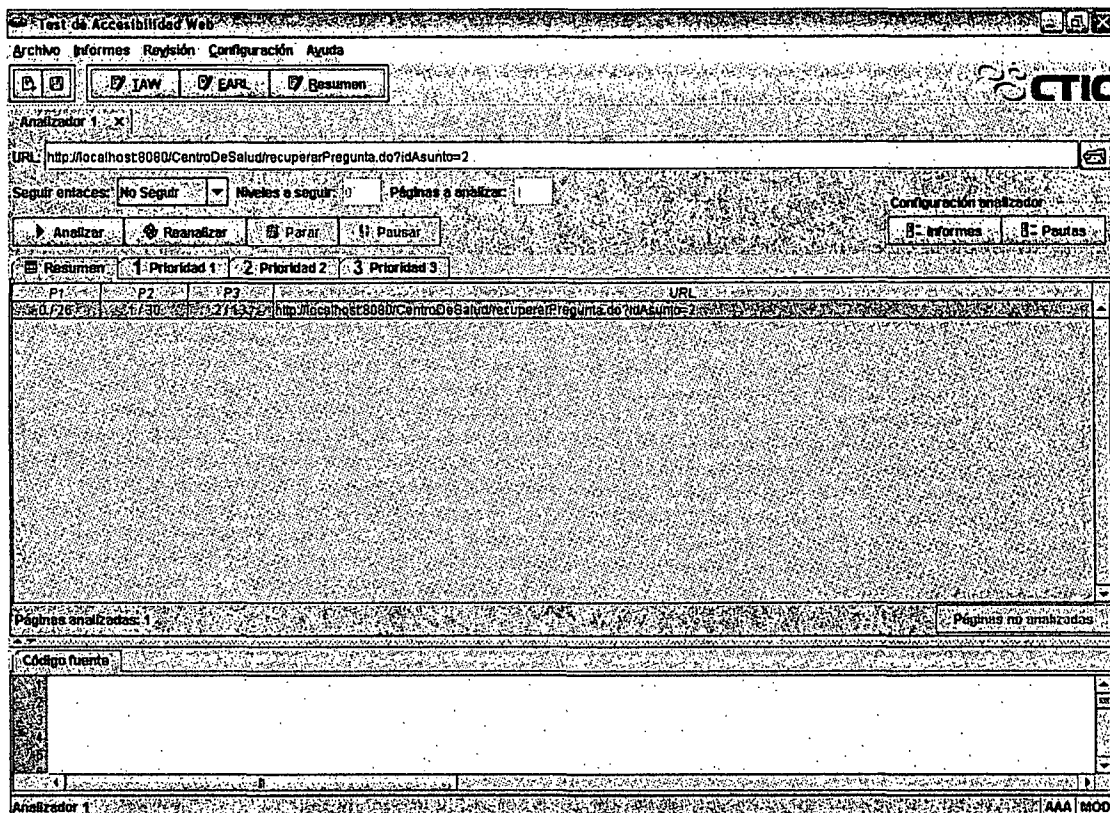 Test de Accesibilidad Web
Archivo Informes Revisión Configuración Ayuda
TAW EARL Resumen
CTIC
Analizador 1 x
URL: http://localhost:8080/CentroDeSalud/recuperarPregunta.do?idAsunto=2
Seguir enlaces: No Seguir Niveles a seguir: 0 Páginas a analizar: 1
Configuración analizador
Analizar Reanalizar Parar Pausar Informes Pautas
Resumen 1 Prioridad 1 2 Prioridad 2 3 Prioridad 3
P1 P2 P3 URL
0 / 26 http://localhost:8080/CentroDeSalud/recuperarPregunta.do?idAsunto=2
Páginas analizadas: 1 Páginas no analizadas
Código fuente
Analizador 1 AAA MOD